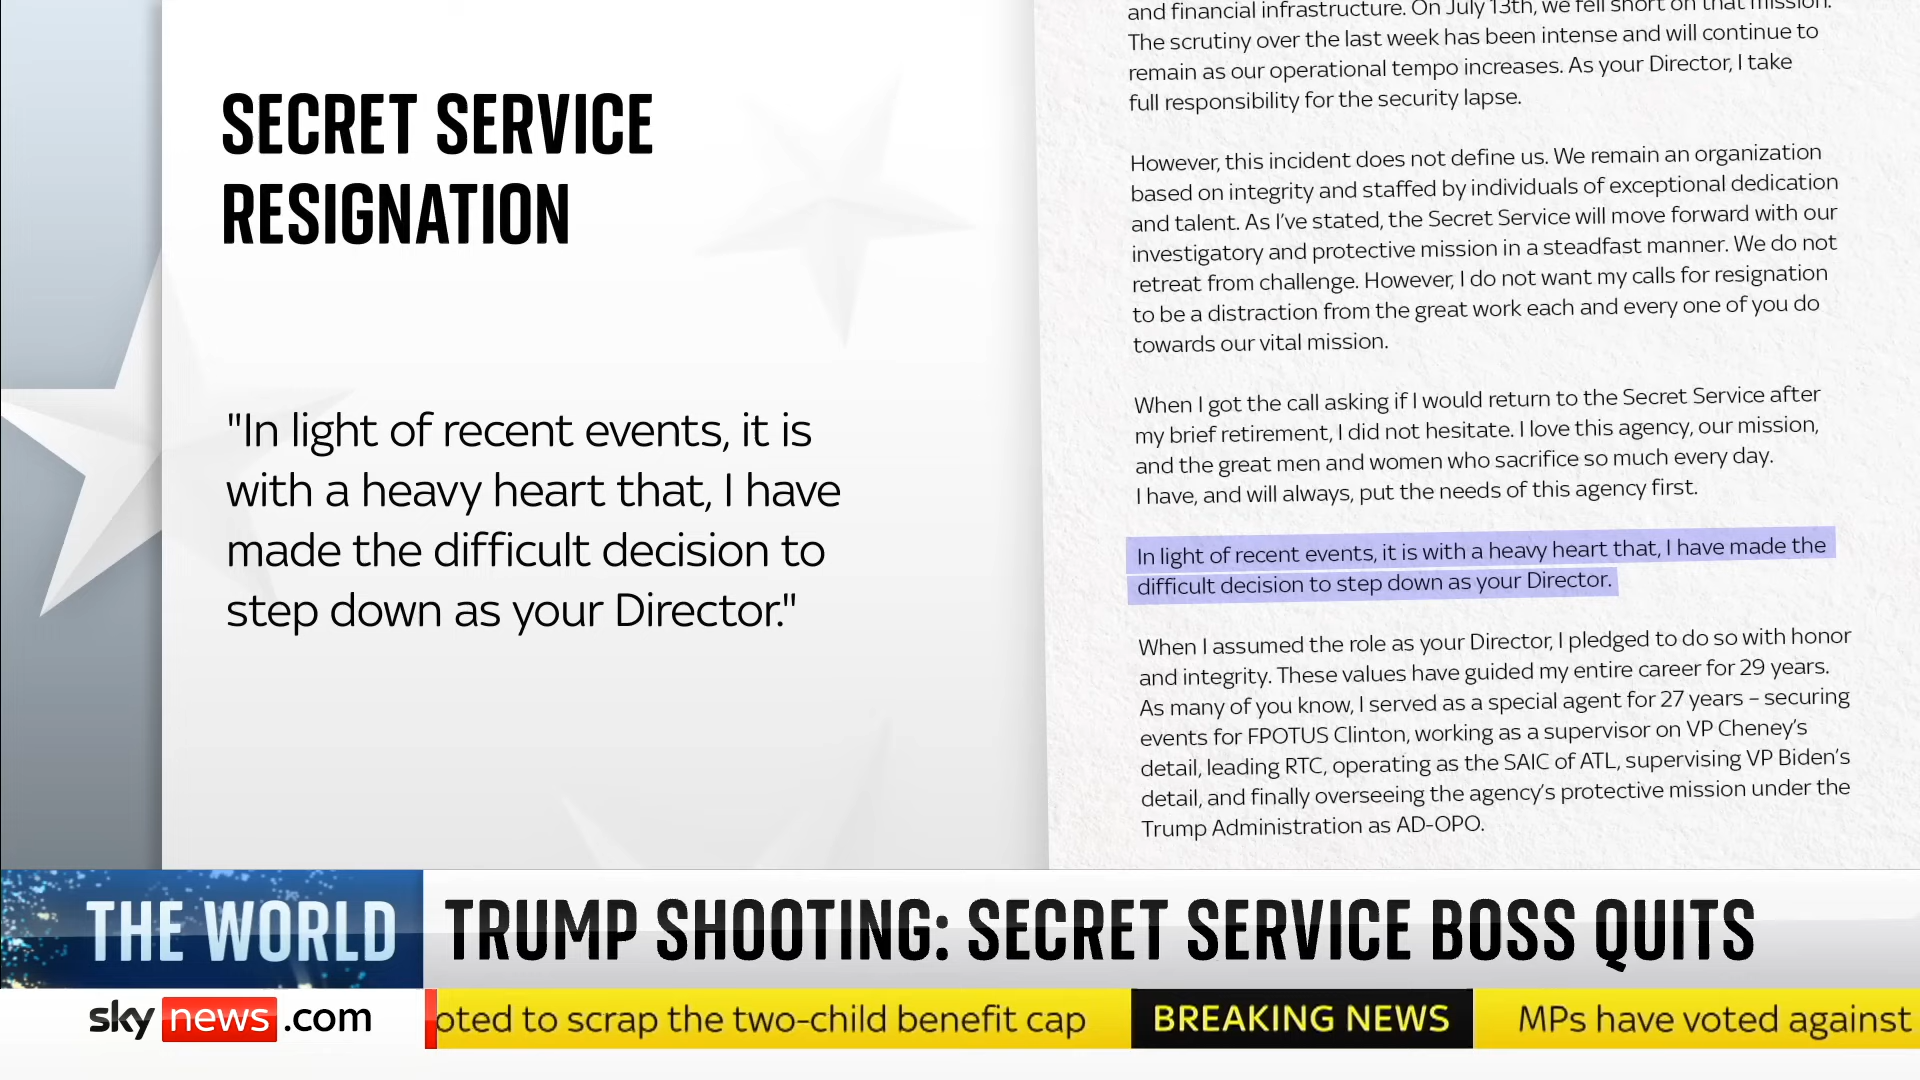 SECRET SERVICE
RESIGNATION
"In light of recent events, it is
with a heavy heart that, I have
made the difficult decision to
step down as your Director."
and financial infrastructure. On July 13th, we fell short on that mission.
The scrutiny over the last week has been intense and will continue to
remain as our operational tempo increases. As your Director, I take
full responsibility for the security lapse.
However, this incident does not define us. We remain an organization
based on integrity and staffed by individuals of exceptional dedication
and talent. As I've stated, the Secret Service will move forward with our
investigatory and protective mission in a steadfast manner. We do not
retreat from challenge. However, I do not want my calls for resignation
to be a distraction from the great work each and every one of you do
towards our vital mission.
When I got the call asking if I would return to the Secret Service after
my brief retirement, I did not hesitate. I love this agency, our mission,
and the great men and women who sacrifice so much every day.
I have, and will always, put the needs of this agency first.
In light of recent events, it is with a heavy heart that, I have made the
difficult decision to step down as your Director.
When I assumed the role as your Director, I pledged to do so with honor
and integrity. These values have guided my entire career for 29 years.
As many of you know, I served as a special agent for 27 years – securing
events for FPOTUS Clinton, working as a supervisor on VP Cheney's
detail, leading RTC, operating as the SAIC of ATL, supervising VP Biden's
detail, and finally overseeing the agency's protective mission under the
Trump Administration as AD-OPO.
THE WORLD
TRUMP SHOOTING: SECRET SERVICE BOSS QUITS
sky news.com
oted to scrap the two-child benefit cap BREAKING NEWS MPs have voted against